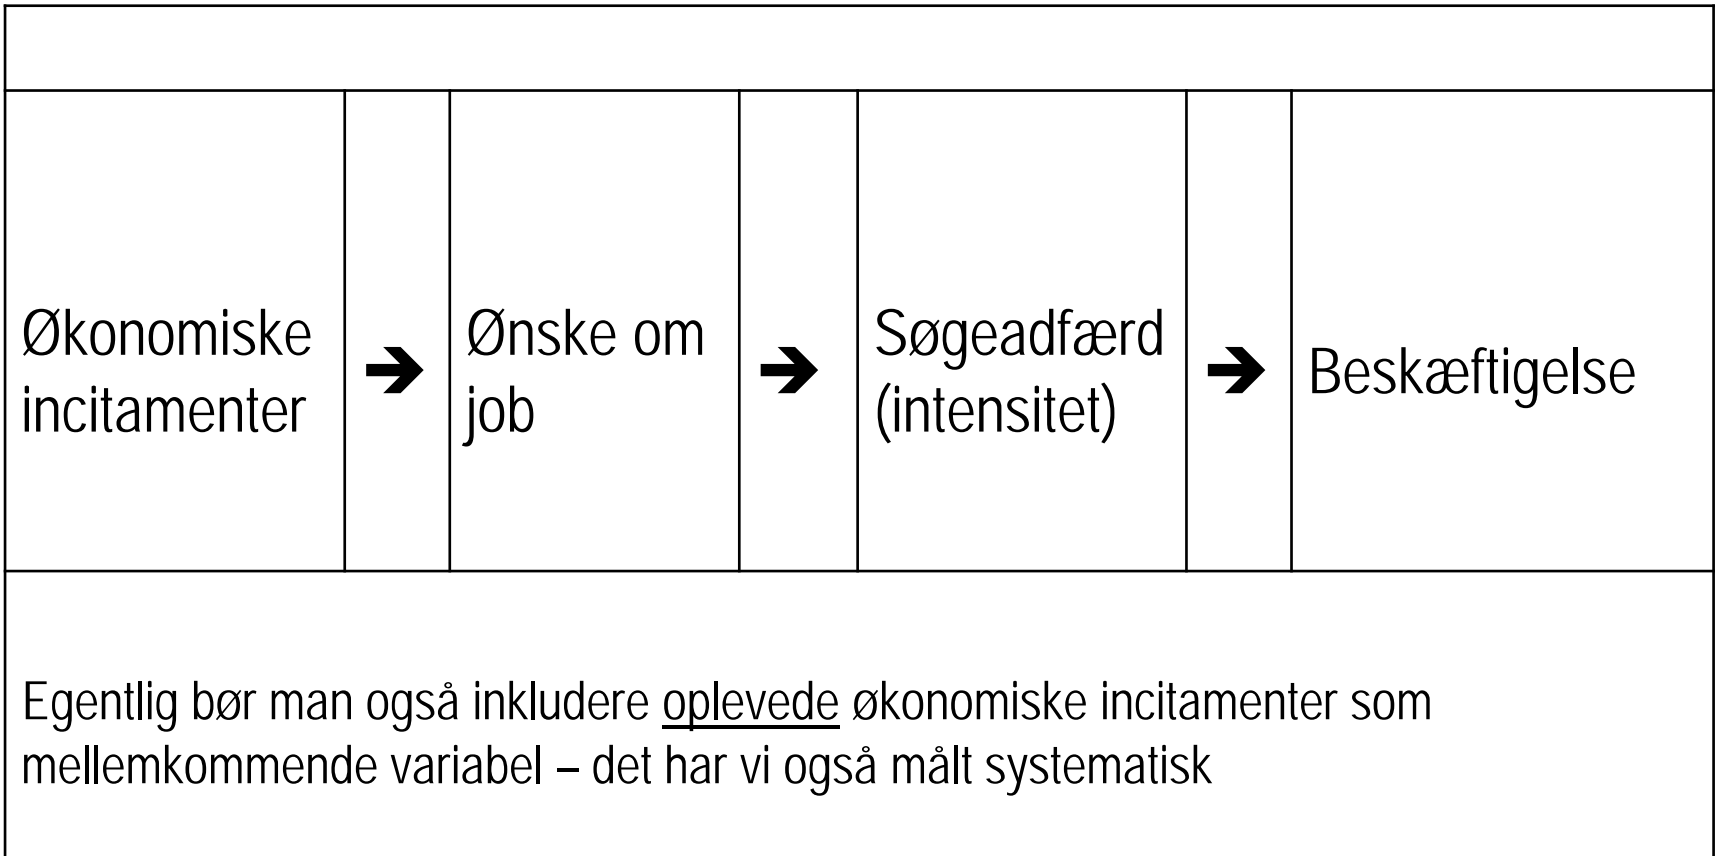 Økonomiske
incitamenter
➔
Ønske om
job
➔
Søgeadfærd
(intensitet)
➔
Beskæftigelse
Egentlig bør man også inkludere oplevede økonomiske incitamenter som
mellemkommende variabel – det har vi også målt systematisk